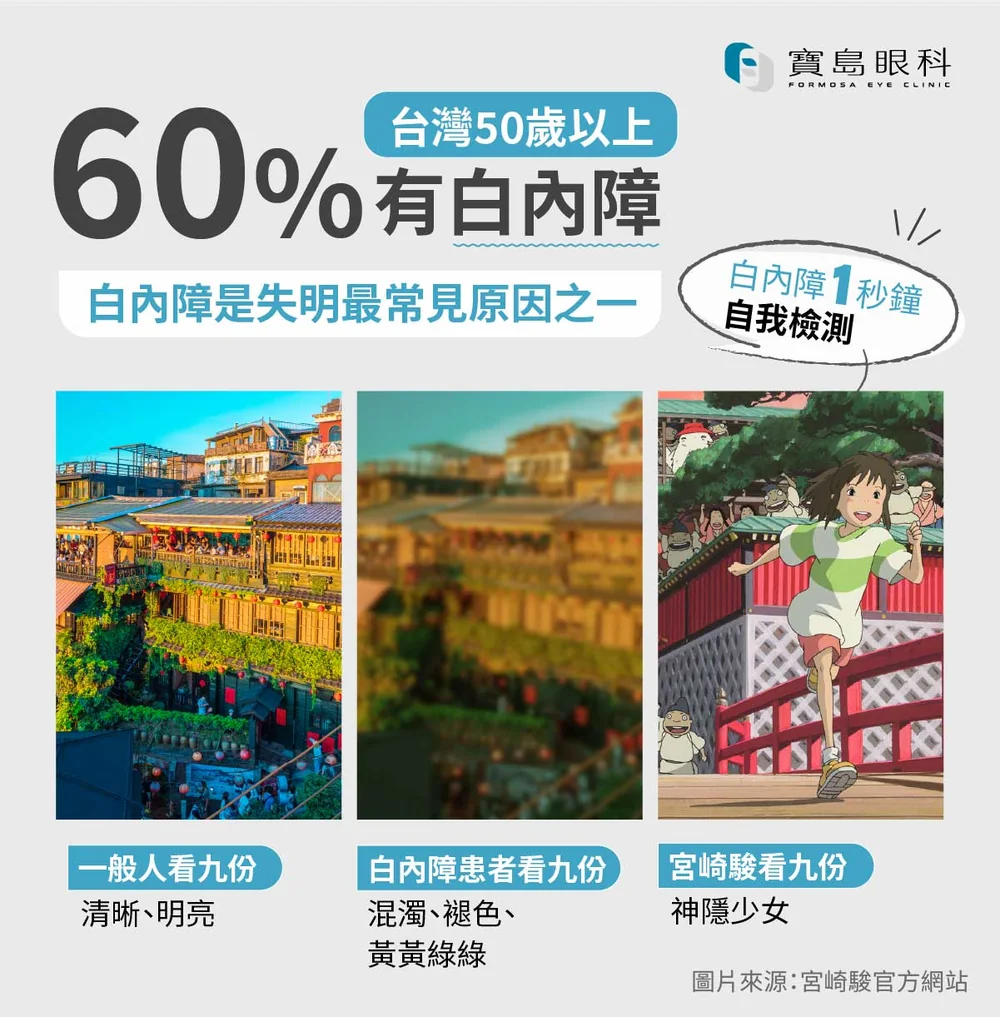 寶島眼科
FORMOSA EYE CLINIC
台灣50歲以上
60%有白內障
白內障是失明最常見原因之一
白內障1秒鐘
自我檢測
一般人看九份
清晰、明亮
白內障患者看九份
混濁、褪色、
黃黃綠綠
宮崎駿看九份
神隱少女
圖片來源:宮崎駿官方網站